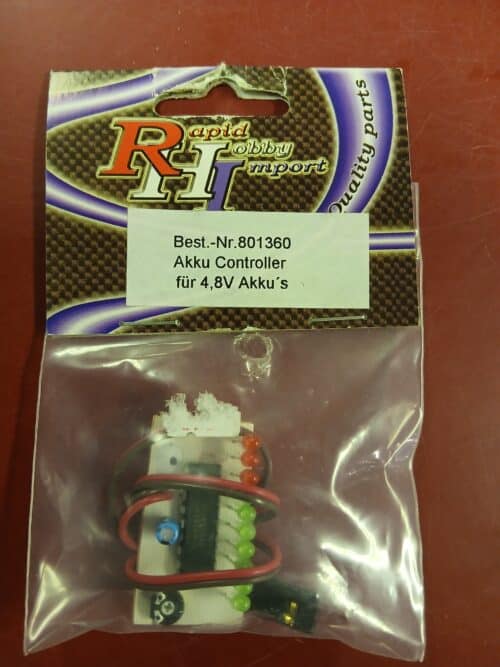 Rapid
Hobby
Import
Quality parts
Best.-Nr.801360
Akku Controller
für 4,8V Akku´s